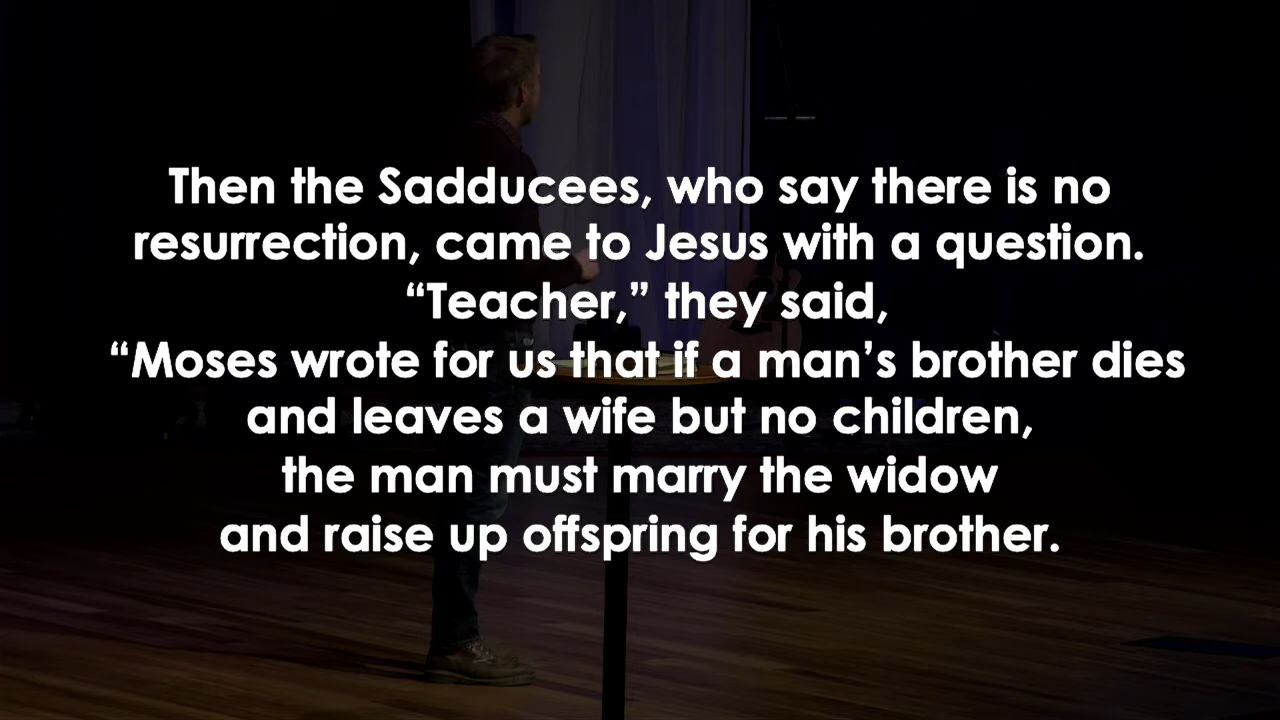 Then the Sadducees, who say there is no
resurrection, came to Jesus with a question.
“Teacher,” they said,
“Moses wrote for us that if a man’s brother dies
and leaves a wife but no children,
the man must marry the widow
and raise up offspring for his brother.